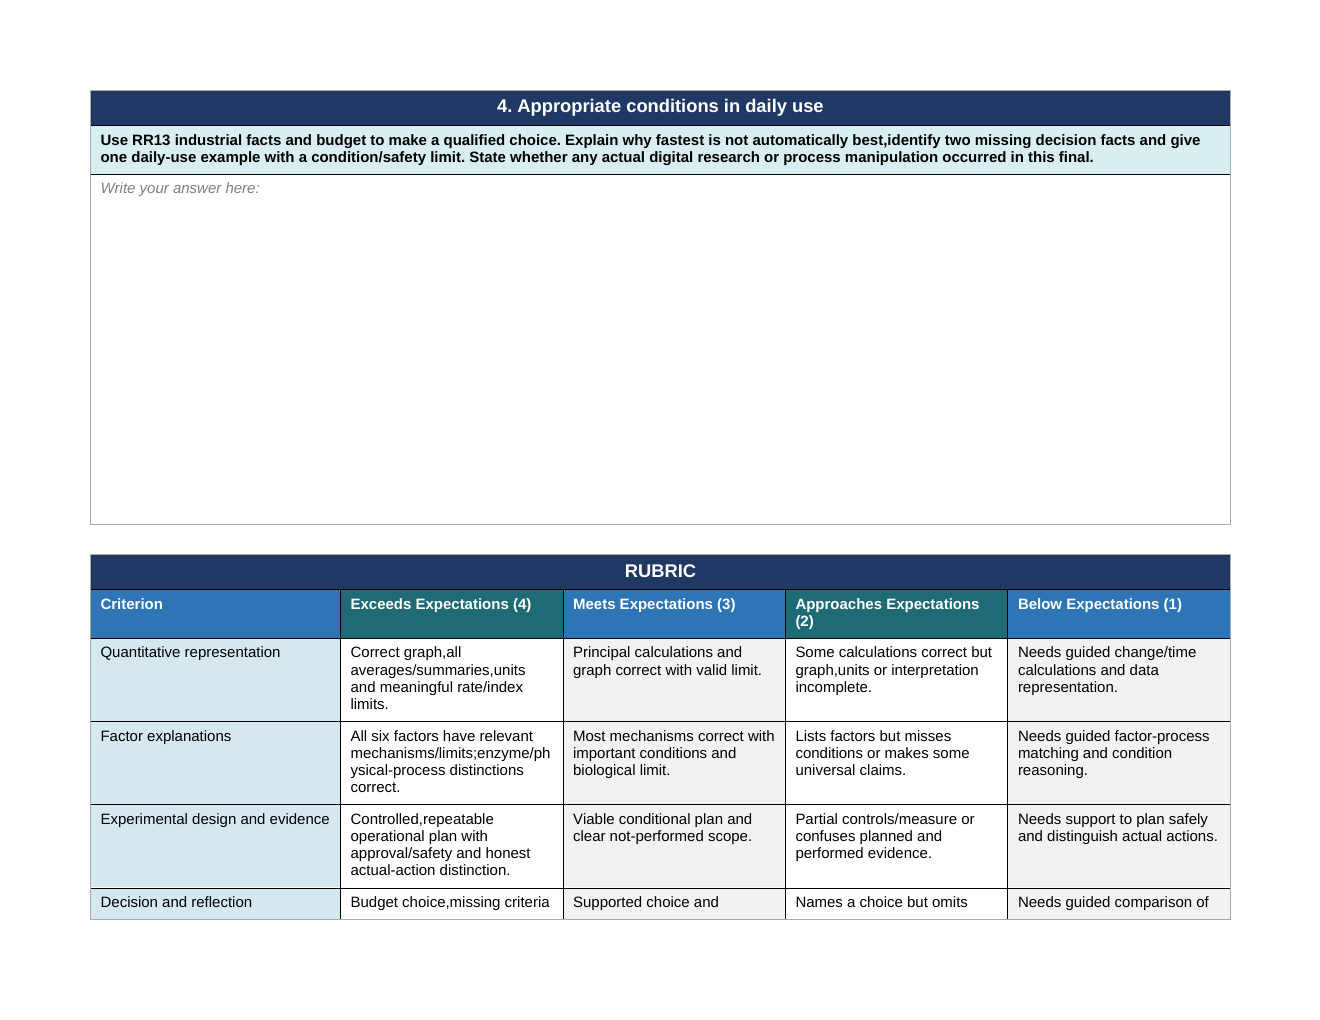 4. Appropriate conditions in daily use
Use RR13 industrial facts and budget to make a qualified choice. Explain why fastest is not automatically best,identify two missing decision facts and give
one daily-use example with a condition/safety limit. State whether any actual digital research or process manipulation occurred in this final.
Write your answer here:
RUBRIC
Criterion
Exceeds Expectations (4)
Meets Expectations (3)
Approaches Expectations
(2)
Below Expectations (1)
Quantitative representation
Correct graph,all
averages/summaries,units
and meaningful rate/index
limits.
Principal calculations and
graph correct with valid limit.
Some calculations correct but
graph,units or interpretation
incomplete.
Needs guided change/time
calculations and data
representation.
Factor explanations
All six factors have relevant
mechanisms/limits;enzyme/ph
ysical-process distinctions
correct.
Most mechanisms correct with
important conditions and
biological limit.
Lists factors but misses
conditions or makes some
universal claims.
Needs guided factor-process
matching and condition
reasoning.
Experimental design and evidence
Controlled,repeatable
operational plan with
approval/safety and honest
actual-action distinction.
Viable conditional plan and
clear not-performed scope.
Partial controls/measure or
confuses planned and
performed evidence.
Needs support to plan safely
and distinguish actual actions.
Decision and reflection
Budget choice,missing criteria
Supported choice and
Names a choice but omits
Needs guided comparison of